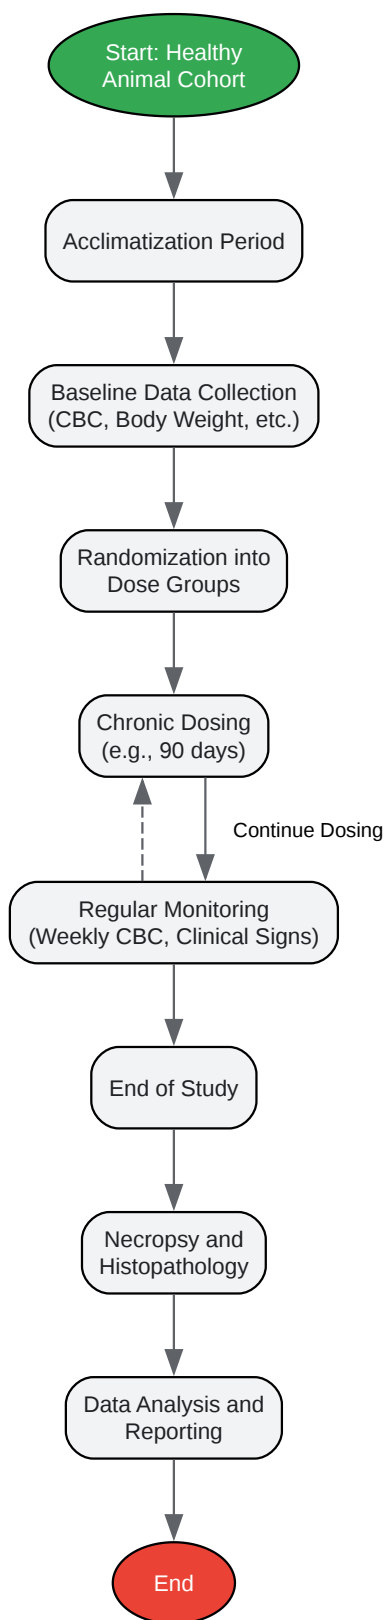 Start: Healthy
Animal Cohort
Acclimatization Period
Baseline Data Collection
(CBC, Body Weight, etc.)
Randomization into
Dose Groups
Chronic Dosing
(e.g., 90 days)
Continue Dosing
Regular Monitoring
(Weekly CBC, Clinical Signs)
End of Study
Necropsy and
Histopathology
Data Analysis and
Reporting
End